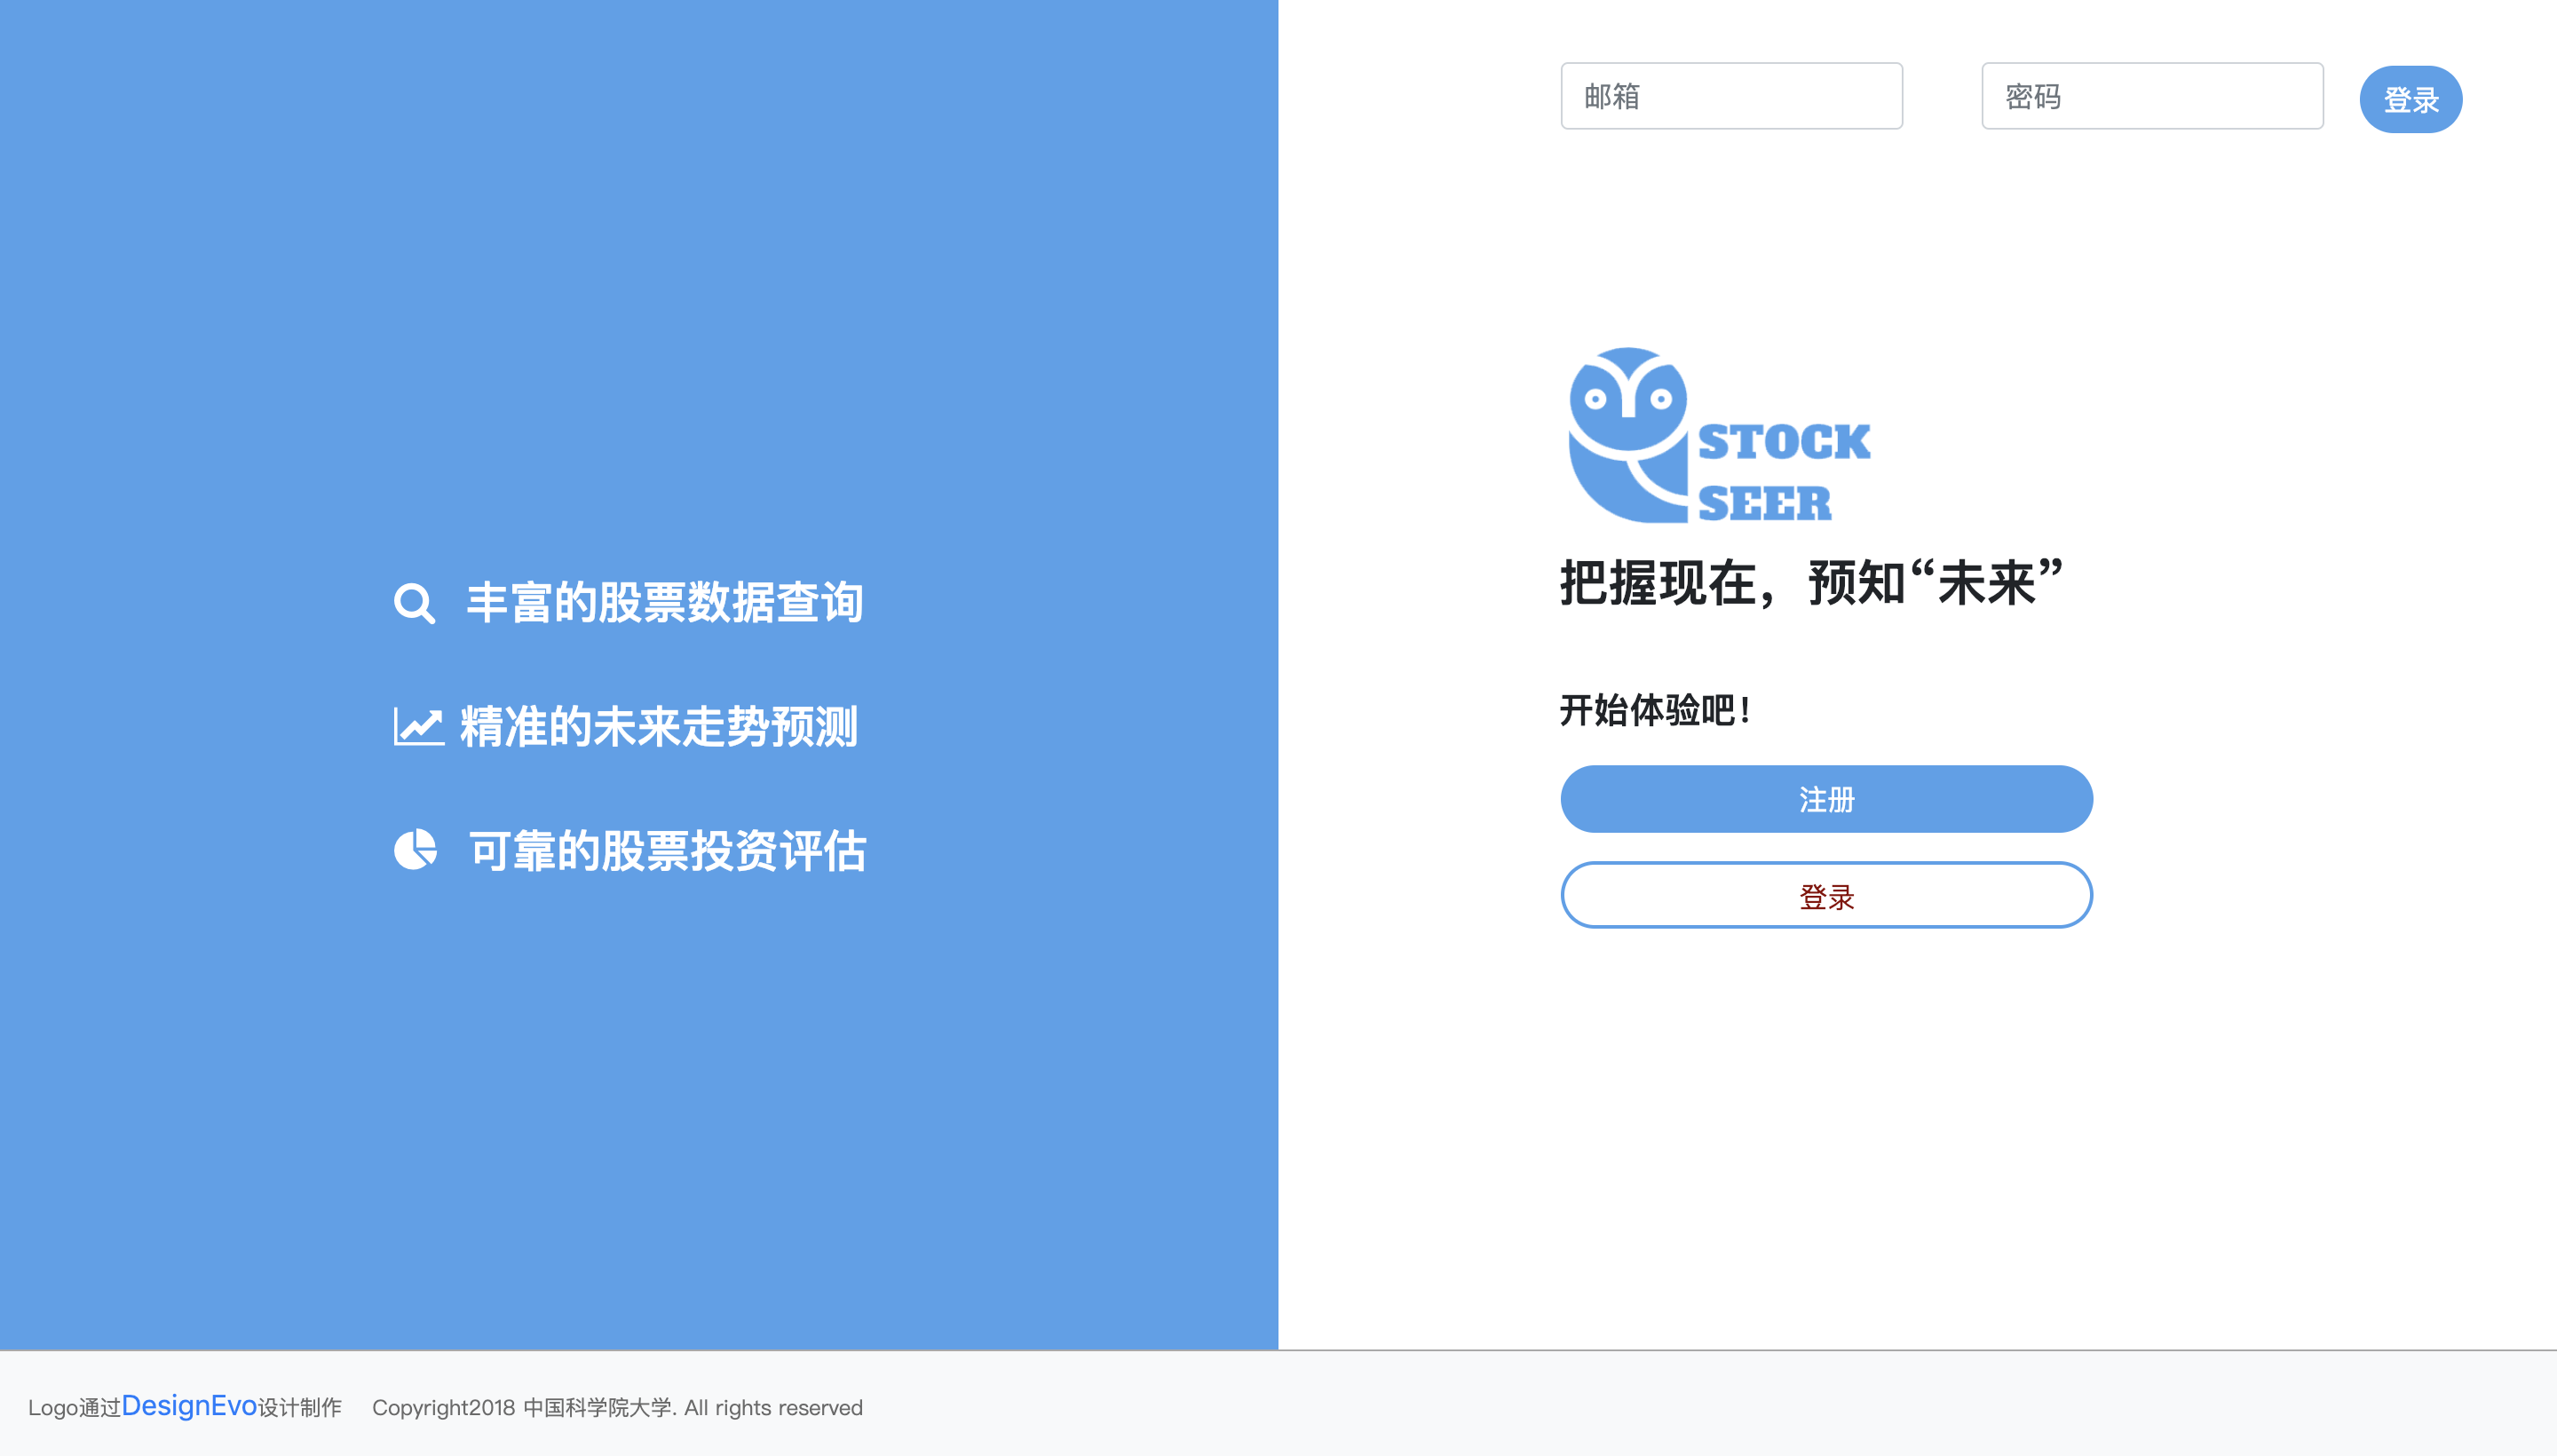 邮箱
密码
登录
STOCK
SEER
把握现在，预知“未来”
开始体验吧！
注册
登录
丰富的股票数据查询
精准的未来走势预测
可靠的股票投资评估
Logo通过DesignEvo设计制作 Copyright2018 中国科学院大学. All rights reserved